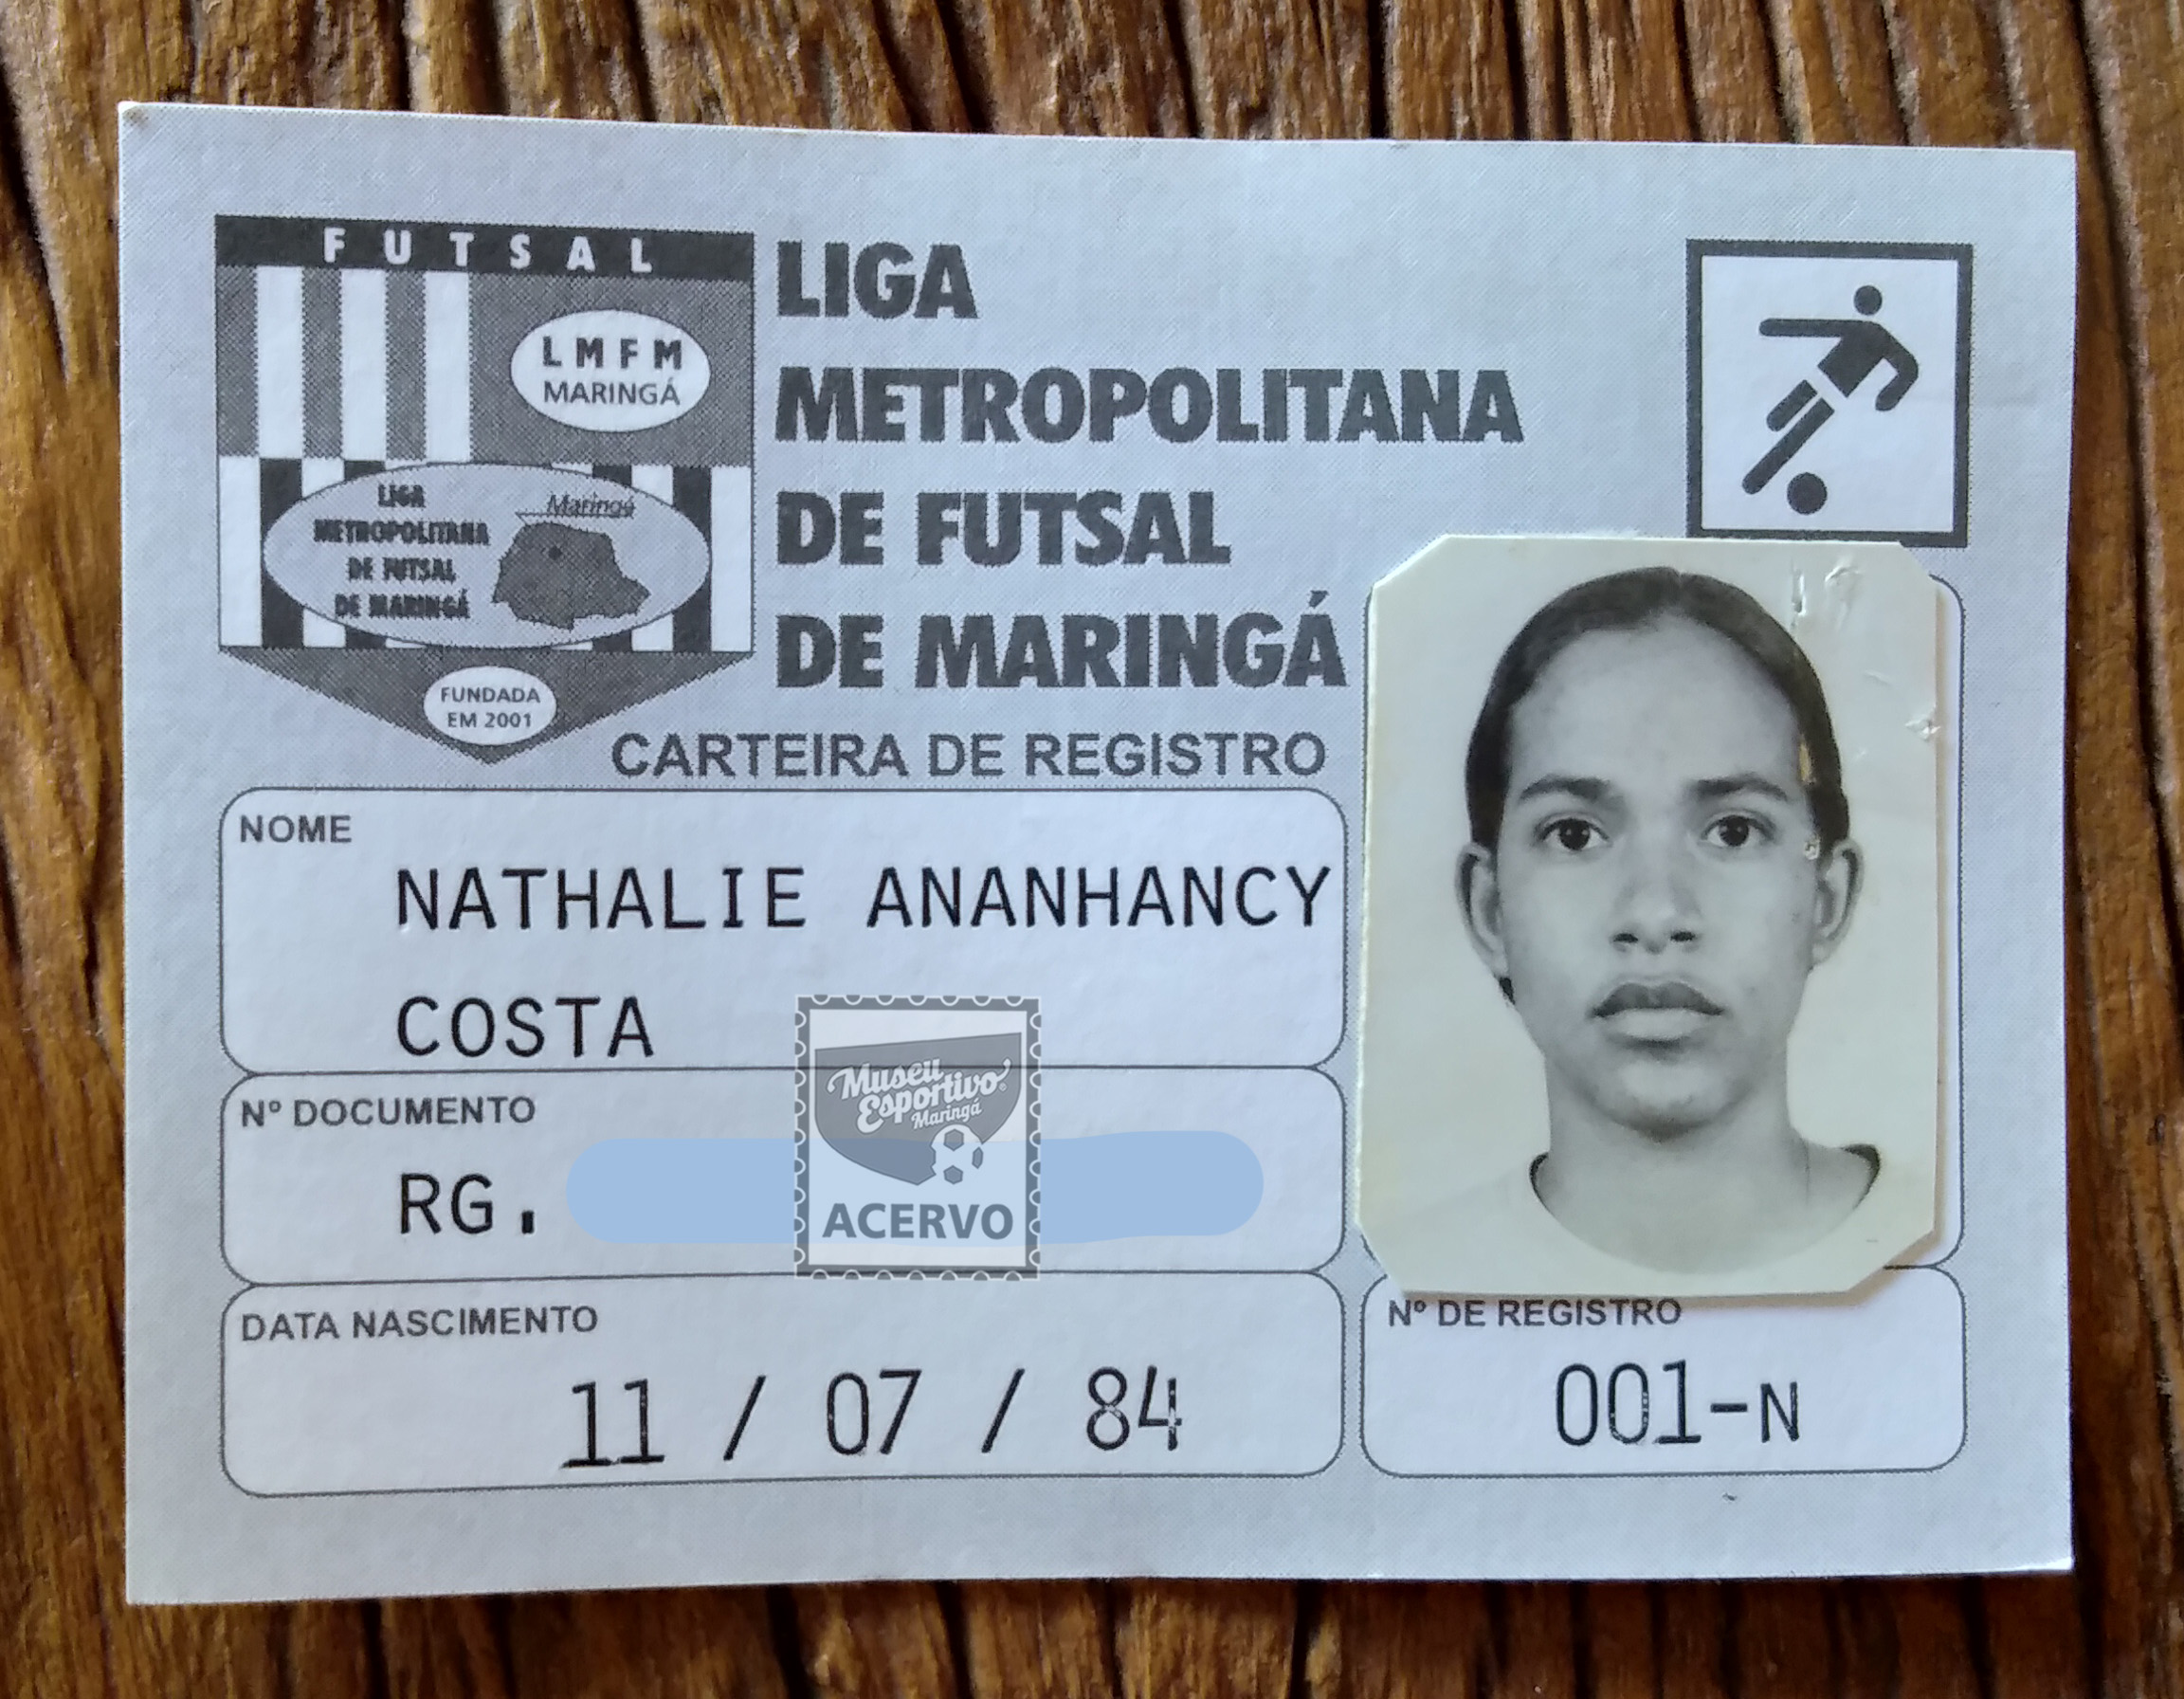 FUTSAL
LMFM
MARINGÁ
LIGA
METROPOLITANA
DE FUTSAL
DE MARINGÁ
Maringá
FUNDADA
EM 2001
LIGA
METROPOLITANA
DE FUTSAL
DE MARINGÁ
CARTEIRA DE REGISTRO
NOME
NATHALIE ANANHANCY
COSTA
Nº DOCUMENTO
RG.
Museu
Esportivo®
Maringá
ACERVO
DATA NASCIMENTO
11 / 07 / 84
Nº DE REGISTRO
001-N